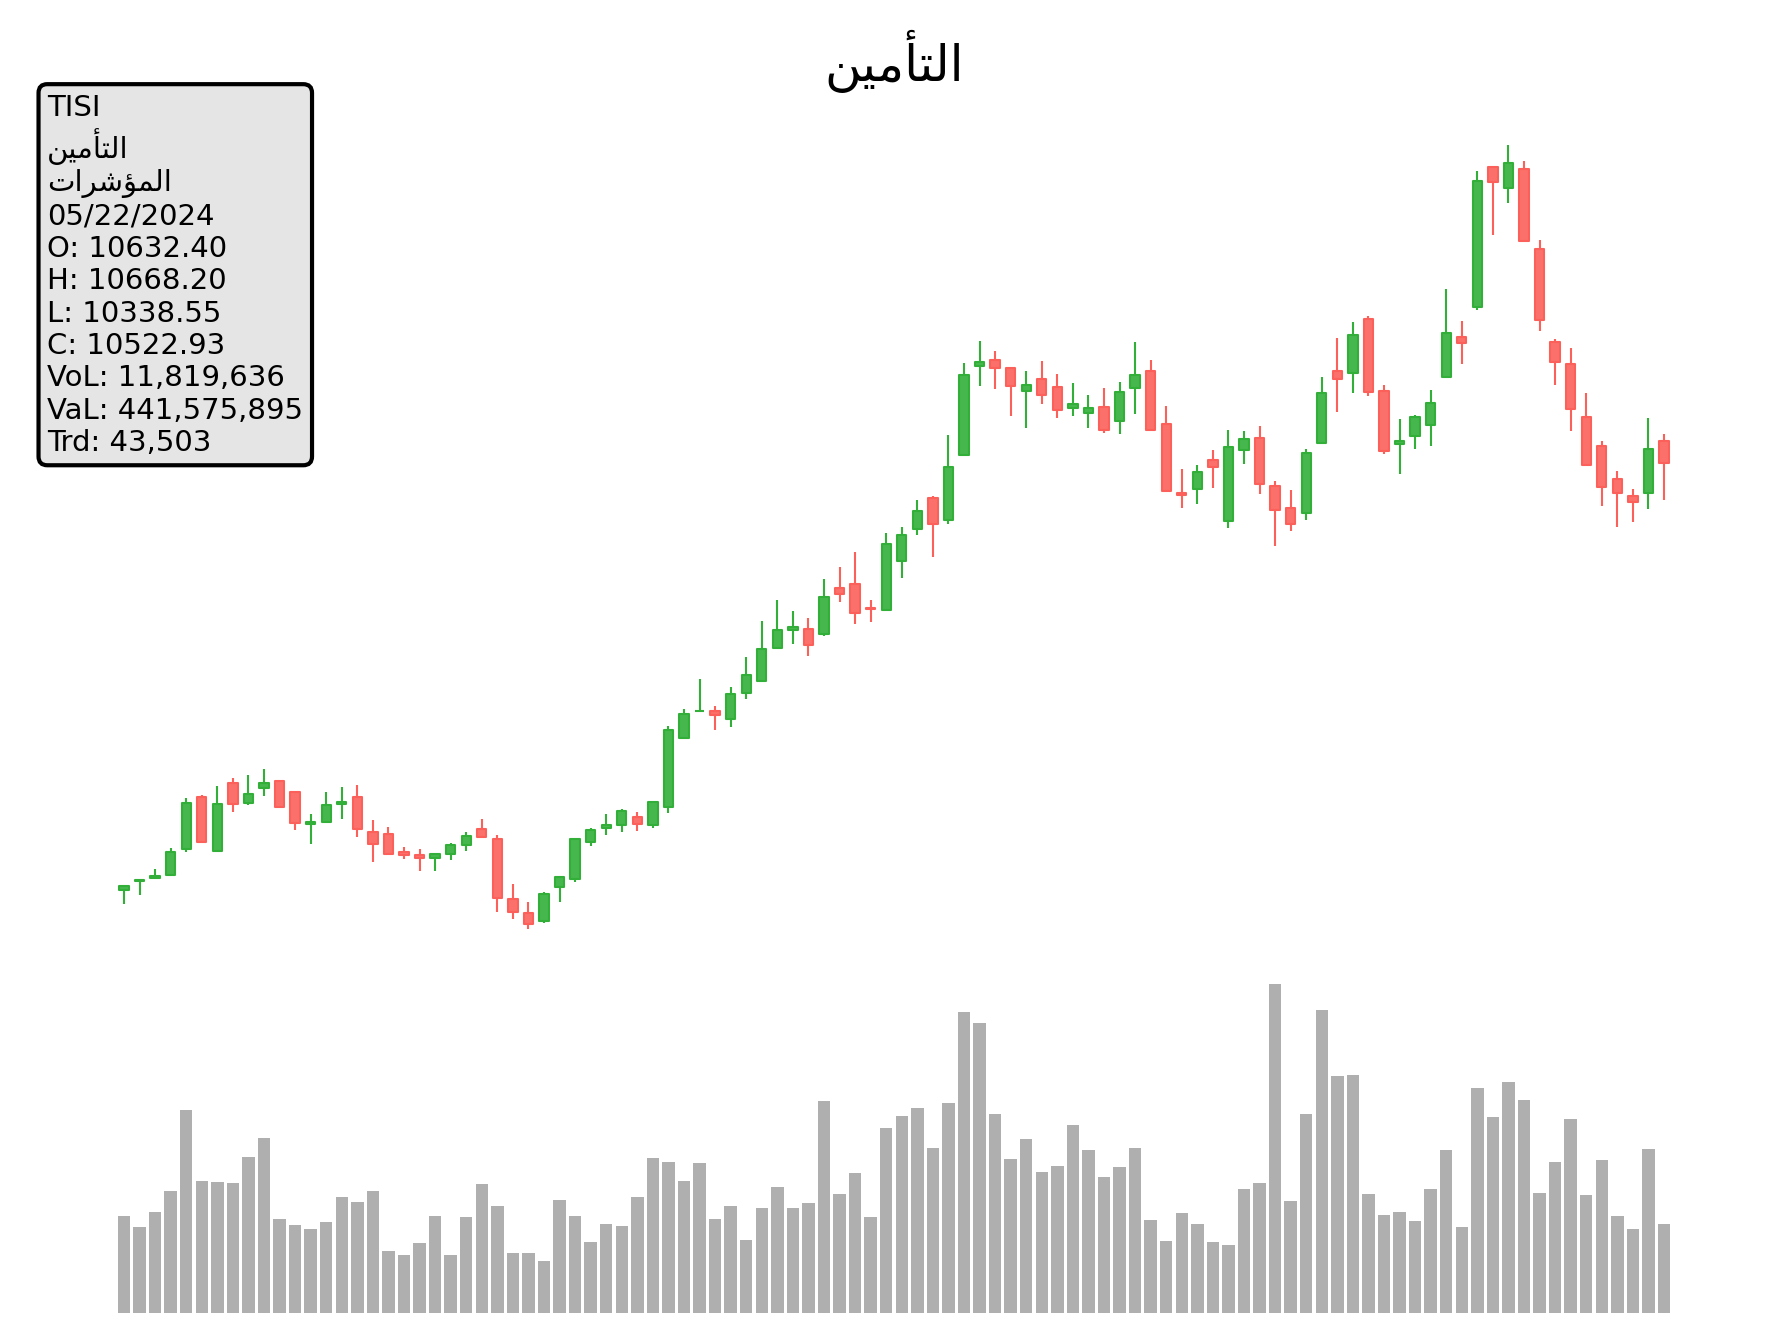 التأمين
TISI
التأمين
المؤشرات
05/22/2024
O: 10632.40
H: 10668.20
L: 10338.55
C: 10522.93
VoL: 11,819,636
VaL: 441,575,895
Trd: 43,503